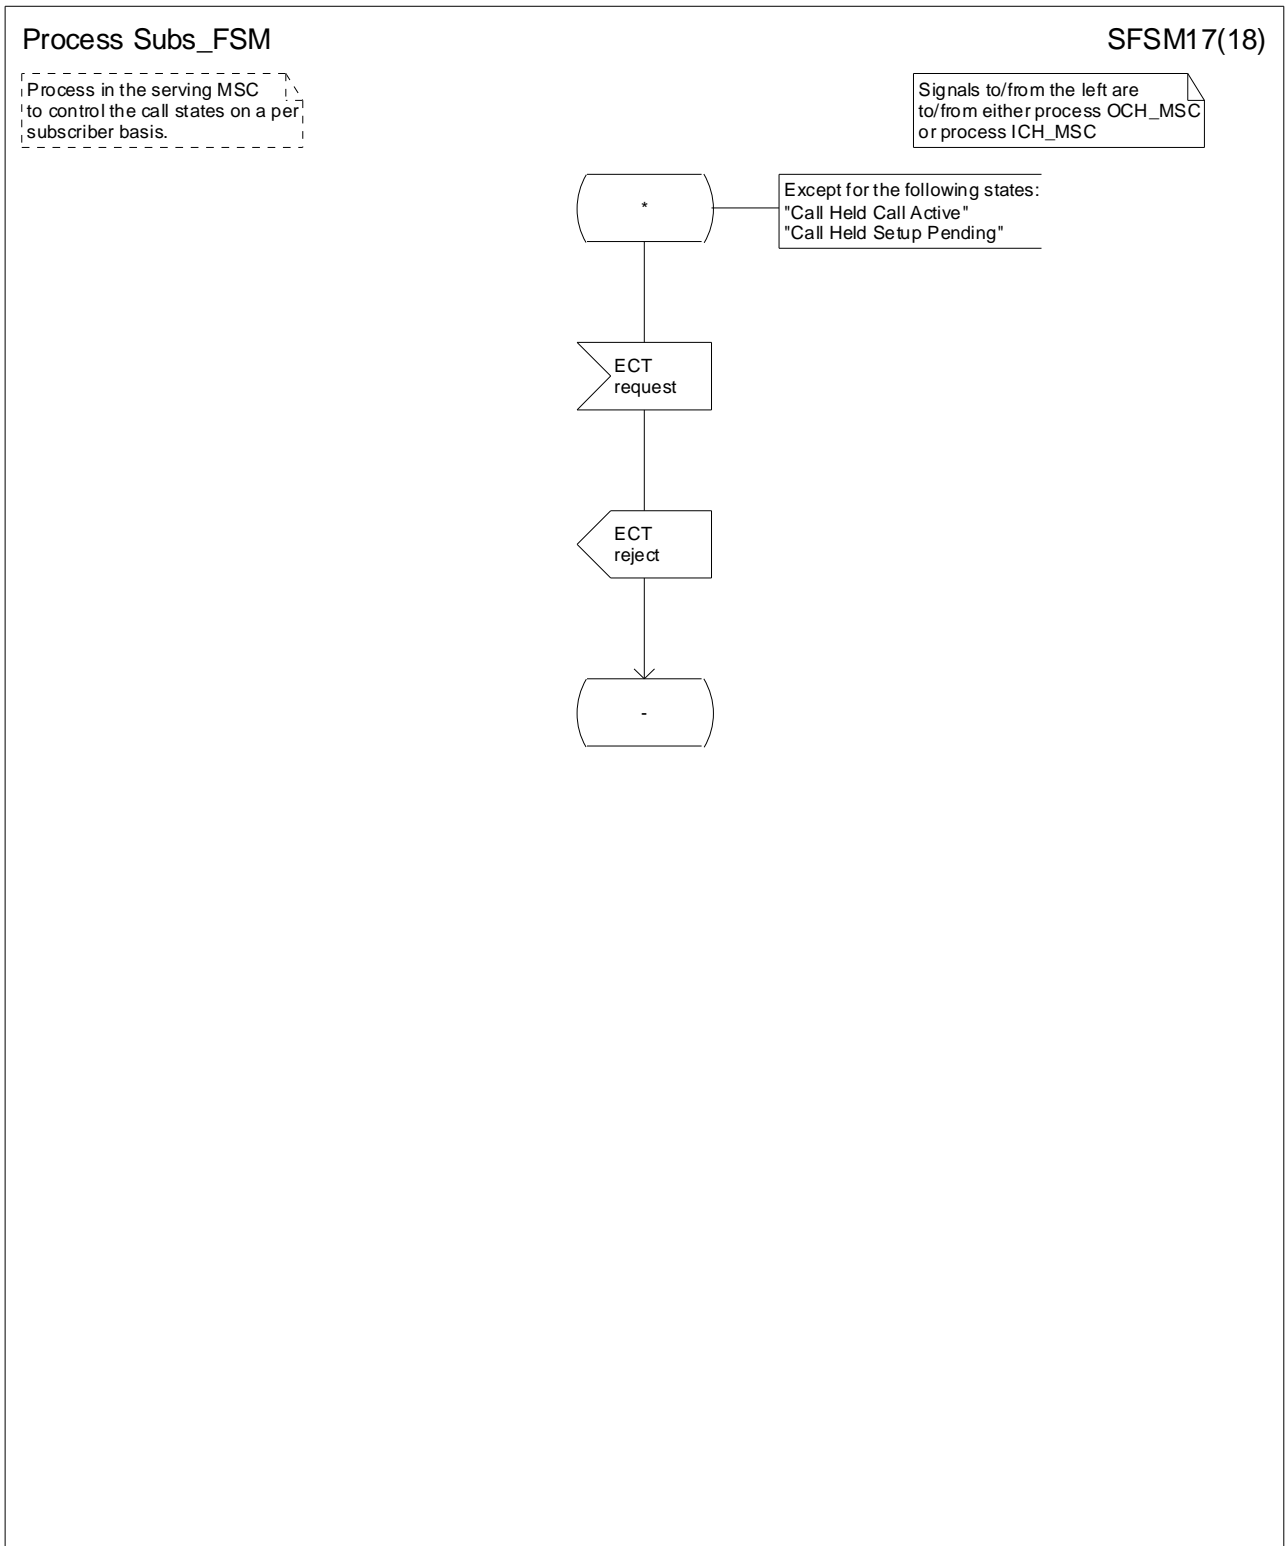 Process Subs_FSM
SFSM17(18)
Process in the serving MSC
to control the call states on a per
subscriber basis.
Signals to/from the left are
to/from either process OCH_MSC
or process ICH_MSC
*
Except for the following states:
"Call Held Call Active"
"Call Held Setup Pending"
ECT
request
ECT
reject
-